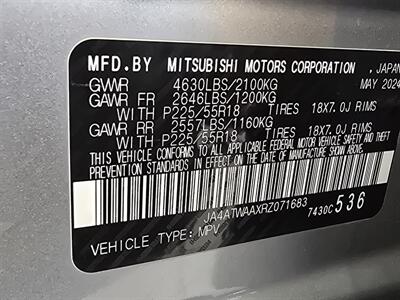 MFD.BY MITSUBISHI MOTORS CORPORATION , JAPAN
MAY 2024
GVWR 4630LBS/2100KG
GAWR FR 2646LBS/1200KG
WITH P225/55R18 TIRES 18X7.0J RIMS
GAWR RR 2557LBS/1160KG
WITH P225/55R18 TIRES 18X7.0J RIMS
THIS VEHICLE CONFORMS TO ALL APPLICABLE FEDERAL MOTOR VEHICLE SAFETY, BUMPER AND THEFT
PREVENTION STANDARDS IN EFFECT ON THE DATE OF MANUFACTURE SHOWN ABOVE.
JA4ATWAAXRZ071683 7430C536
VEHICLE TYPE: MPV